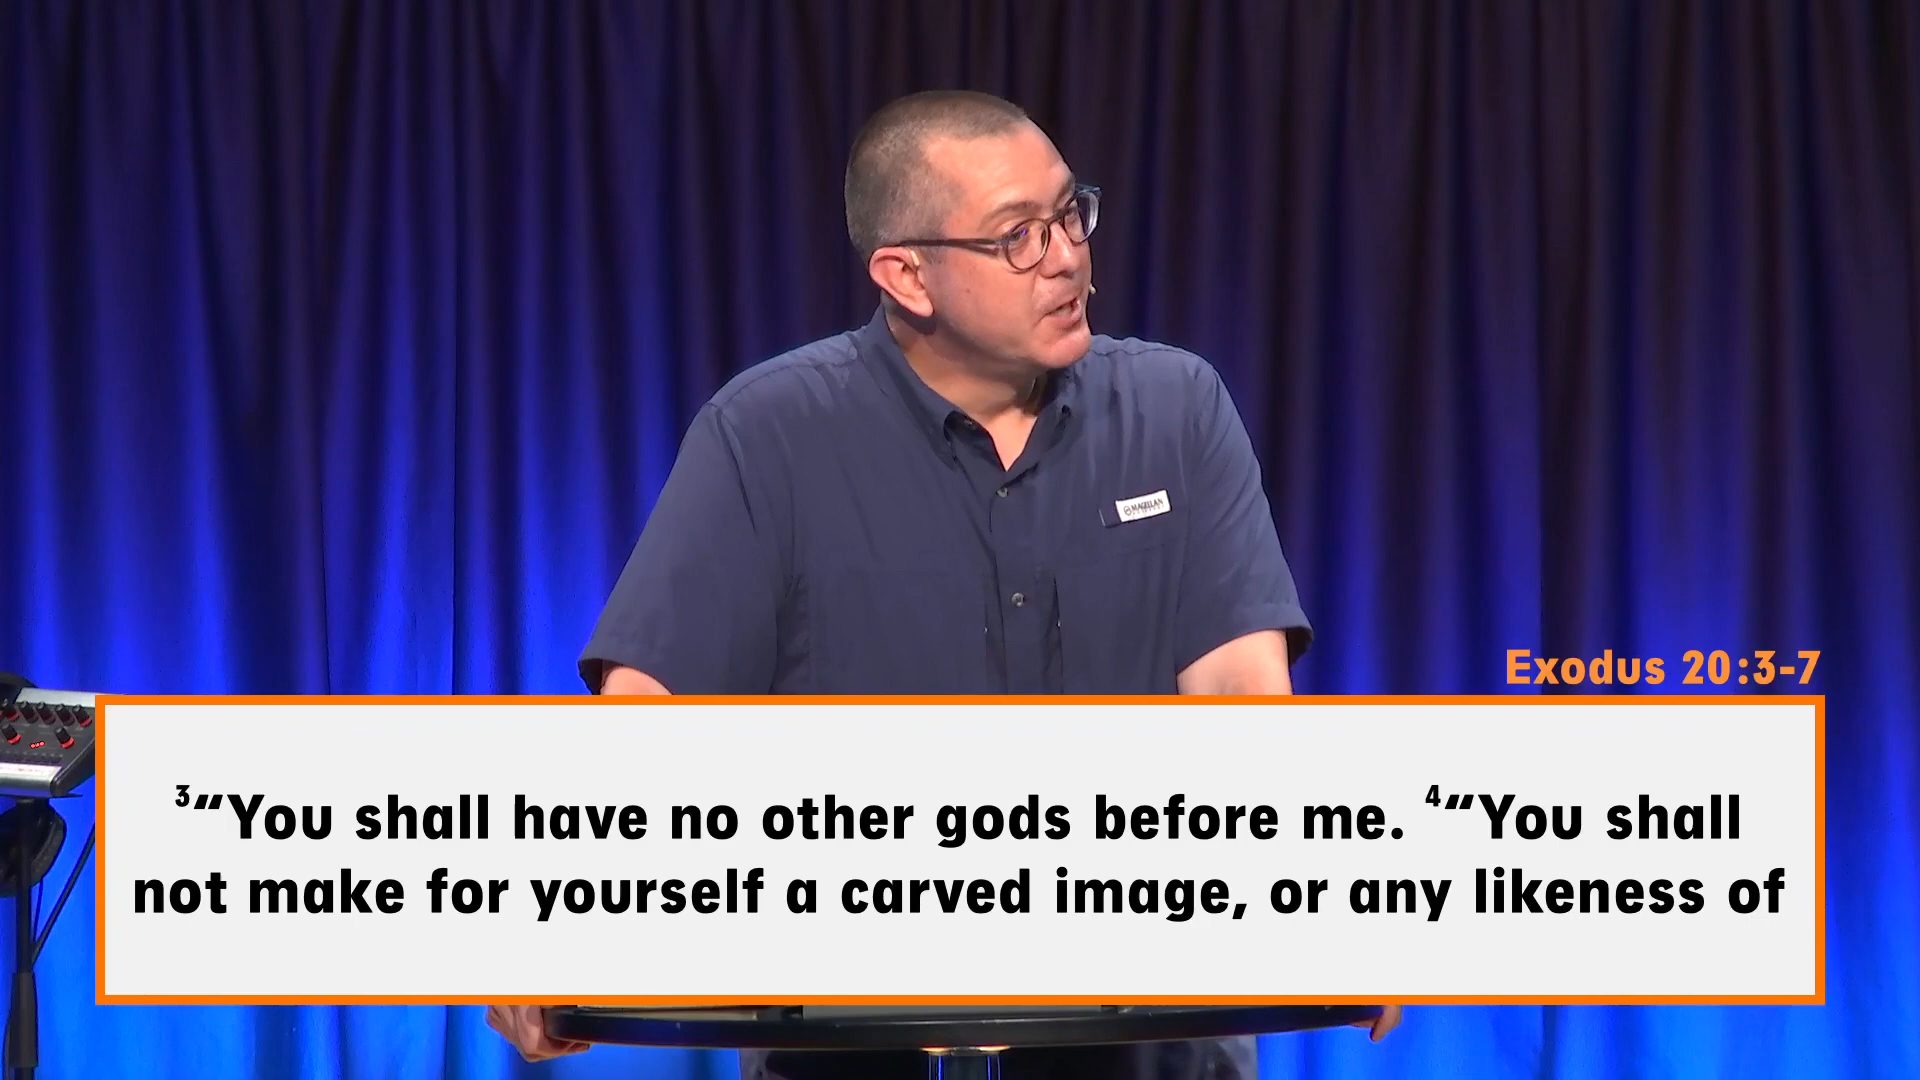 MAGELLAN
Exodus 20:3-7
³“You shall have no other gods before me. ⁴“You shall
not make for yourself a carved image, or any likeness of